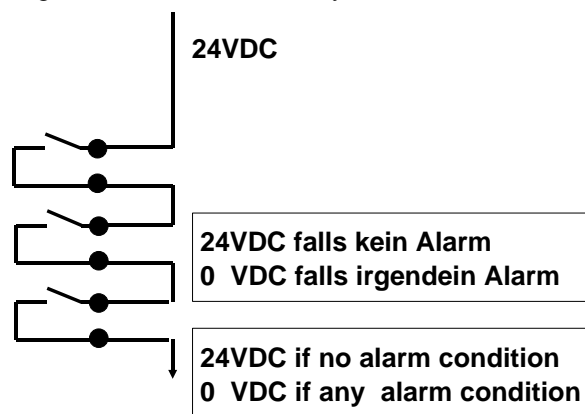 24VDC
24VDC falls kein Alarm
0 VDC falls irgendein Alarm
24VDC if no alarm condition
0 VDC if any alarm condition